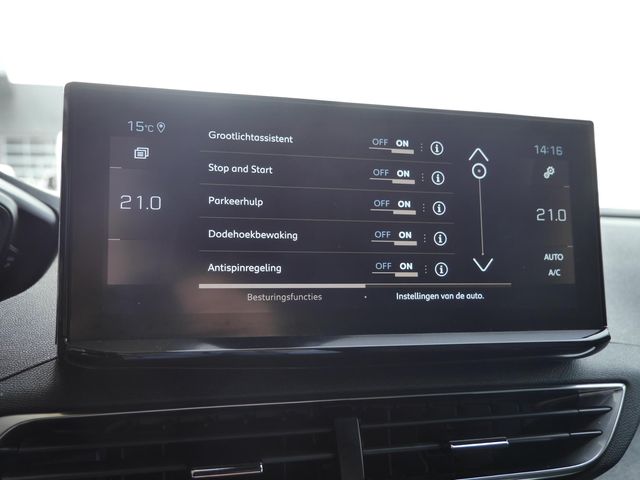 15°C
Grootlichtassistent OFF ON
14:16
Stop and Start OFF ON
21.0 Parkeerhulp OFF ON 21.0
Dodehoekbewaking OFF ON
Antispinregeling OFF ON
AUTO
A/C
Besturingsfuncties Instellingen van de auto.